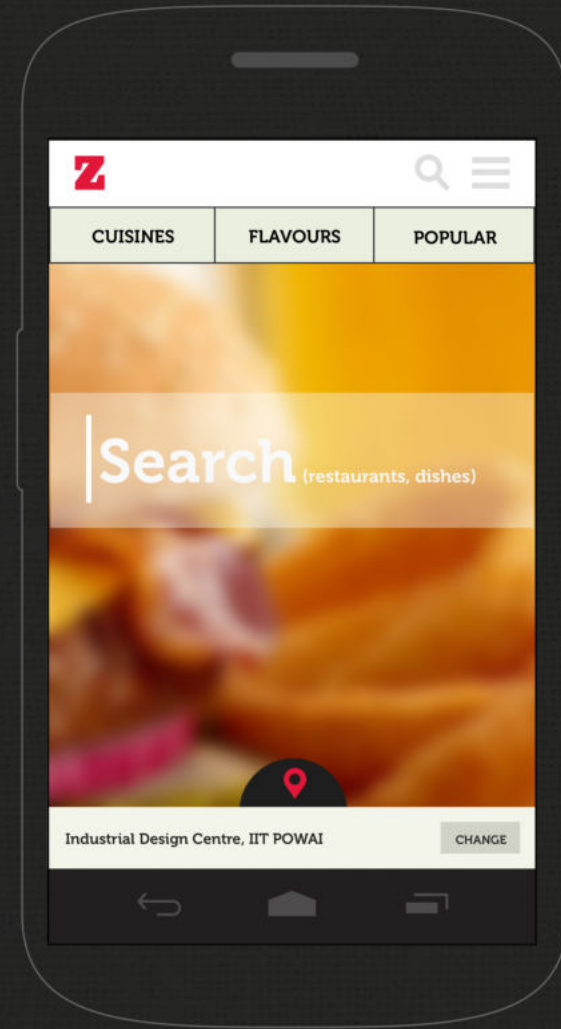 Z
CUISINES FLAVOURS POPULAR
Search (restaurants, dishes)
Industrial Design Centre, IIT POWAI CHANGE